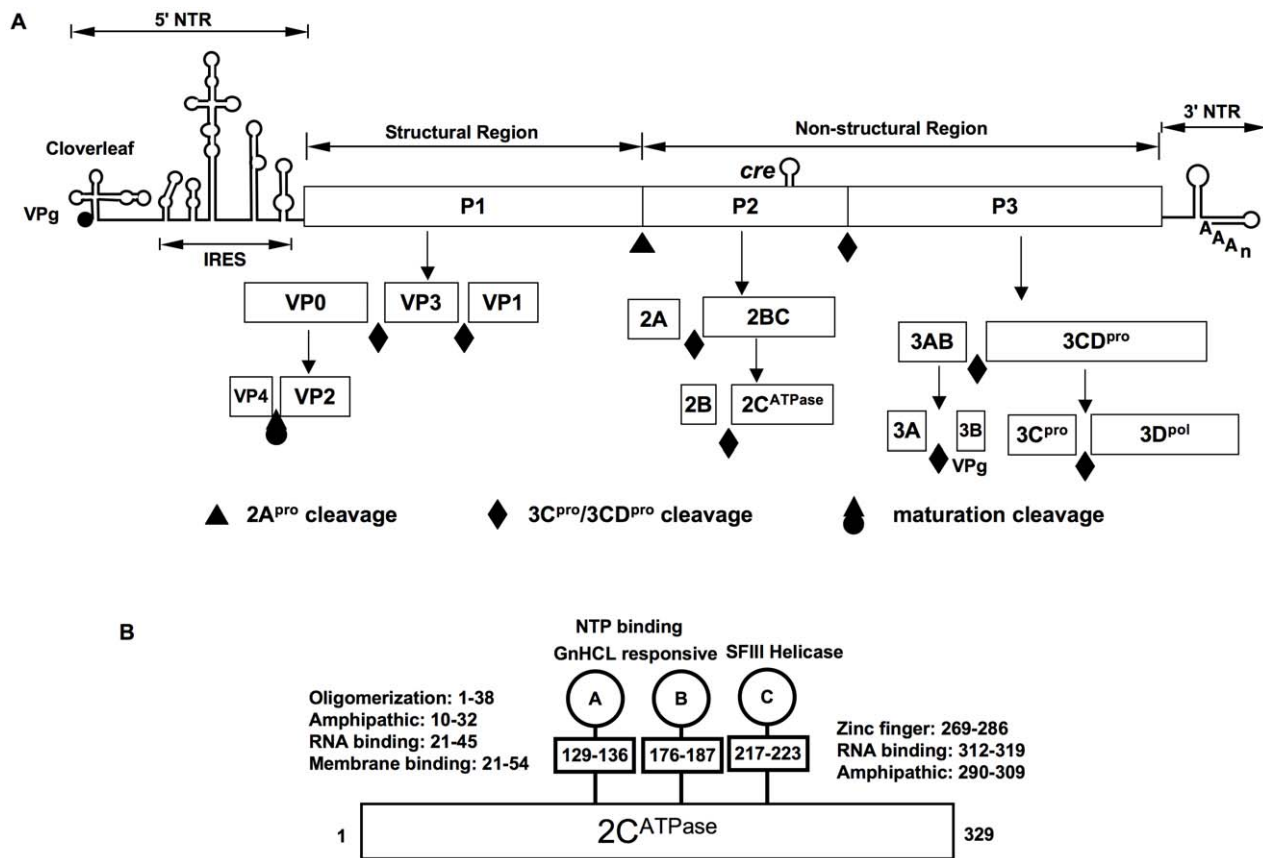 A
5' NTR
Structural Region
Non-structural Region
3' NTR
Cloverleaf
cre
VPg
P1
P2
P3
AAAn
IRES
VP0
VP3
VP1
2A
2BC
3AB
3CDpro
VP4
VP2
2B
2CATPase
3A
3B
VPg
3Cpro
3Dpol
2Apro cleavage
3Cpro/3CDpro cleavage
maturation cleavage
B
NTP binding
GnHCL responsive
SFIII Helicase
A
B
C
Oligomerization: 1-38
Amphipathic: 10-32
RNA binding: 21-45
Membrane binding: 21-54
129-136
176-187
217-223
Zinc finger: 269-286
RNA binding: 312-319
Amphipathic: 290-309
1
2CATPase
329